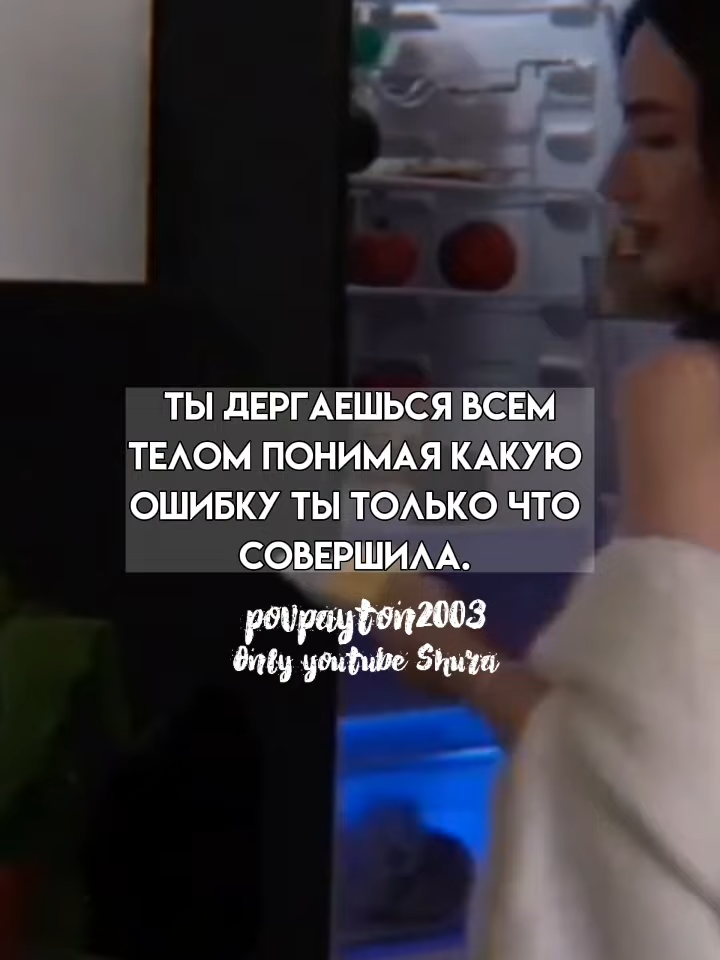 ТЫ ДЕРГАЕШЬСЯ ВСЕМ
ТЕЛОМ ПОНИМАЯ КАКУЮ
ОШИБКУ ТЫ ТОЛЬКО ЧТО
СОВЕРШИЛА.
povpayton2003
Only youtube Shura